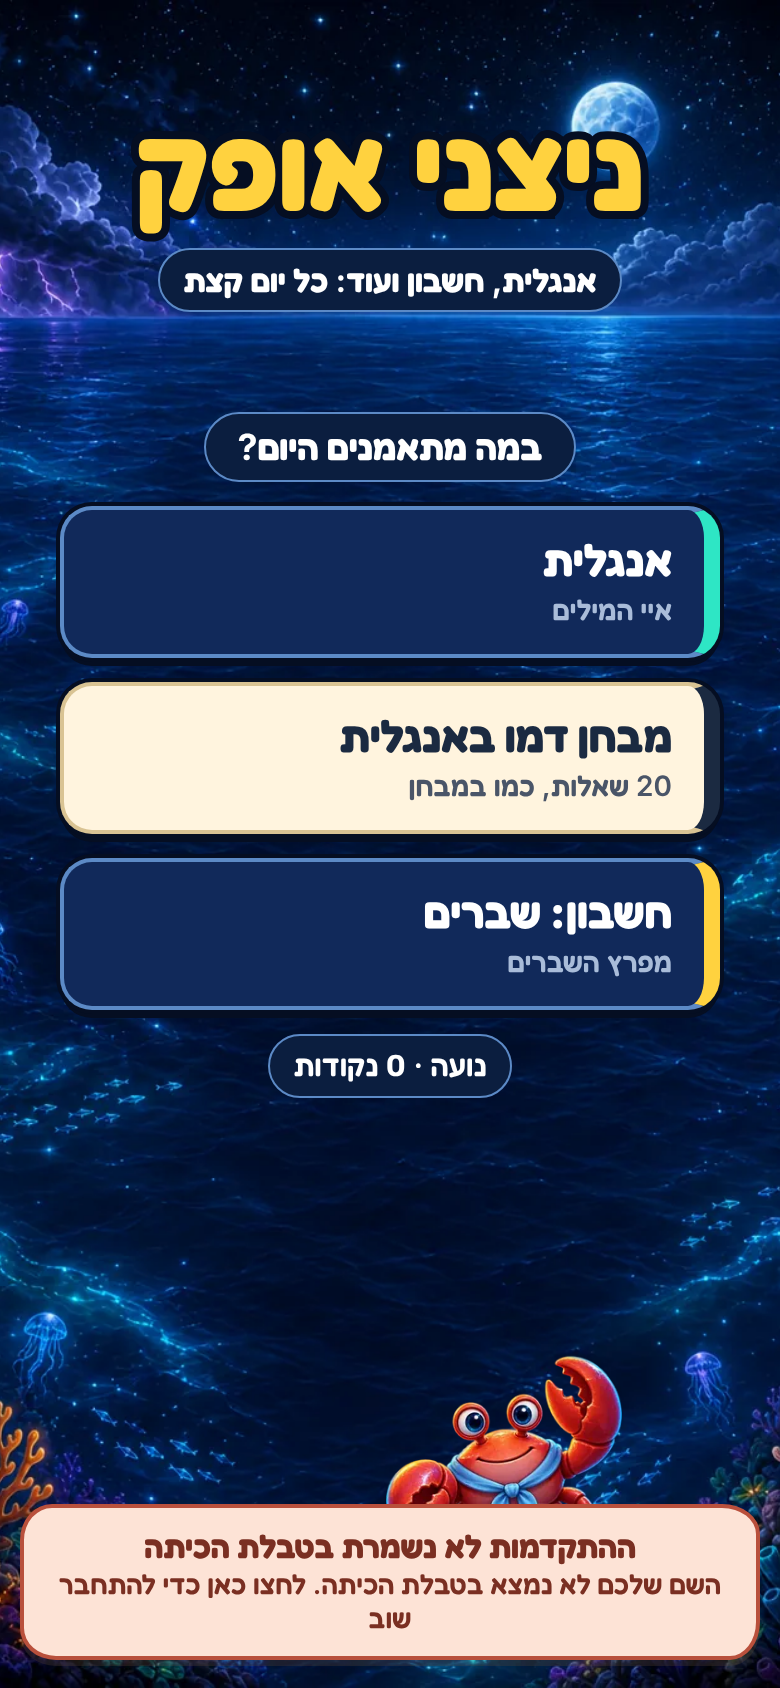 ניצני אופק
אנגלית, חשבון ועוד: כל יום קצת
במה מתאמנים היום?
אנגלית
איי המילים
מבחן דמו באנגלית
20 שאלות, כמו במבחן
חשבון: שברים
מפרץ השברים
נועה · 0 נקודות
ההתקדמות לא נשמרת בטבלת הכיתה
השם שלכם לא נמצא בטבלת הכיתה. לחצו כאן כדי להתחבר
שוב